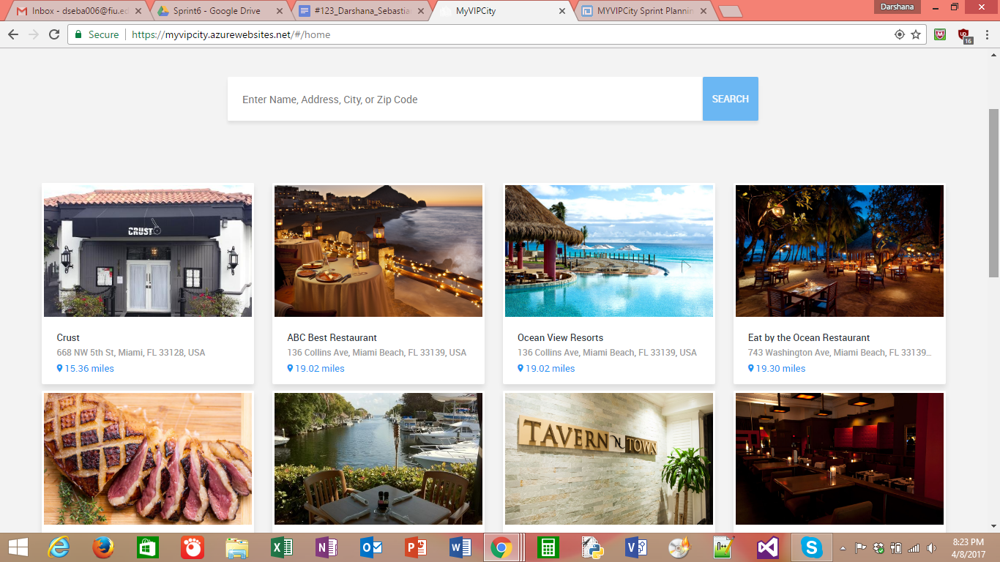 Darshana
Inbox - dseba006@fiu.ed
Sprint6 - Google Drive
#123_Darshana_Sebastia
MyVIPCity
MYVIPCity Sprint Plannin
Secure
https://myvipcity.azurewebsites.net/#/home
16
Enter Name, Address, City, or Zip Code
SEARCH
CRUST
Crust
668 NW 5th St, Miami, FL 33128, USA
15.36 miles
ABC Best Restaurant
136 Collins Ave, Miami Beach, FL 33139, USA
19.02 miles
Ocean View Resorts
136 Collins Ave, Miami Beach, FL 33139, USA
19.02 miles
Eat by the Ocean Restaurant
743 Washington Ave, Miami Beach, FL 33139...
19.30 miles
TAVERN N TOWN
8:23 PM
4/8/2017